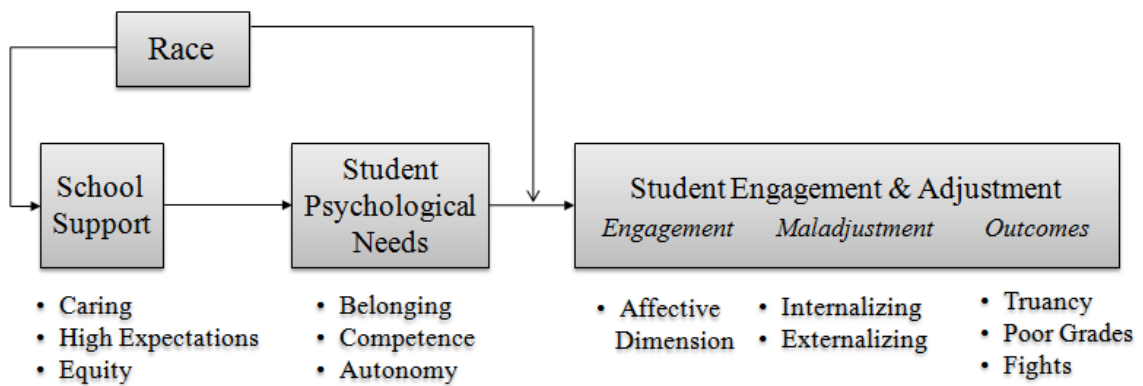 Race
School
Support
Student
Psychological
Needs
Student Engagement & Adjustment
Engagement Maladjustment Outcomes
• Caring
• High Expectations
• Equity
• Belonging
• Competence
• Autonomy
• Affective
Dimension
• Internalizing
• Externalizing
• Truancy
• Poor Grades
• Fights